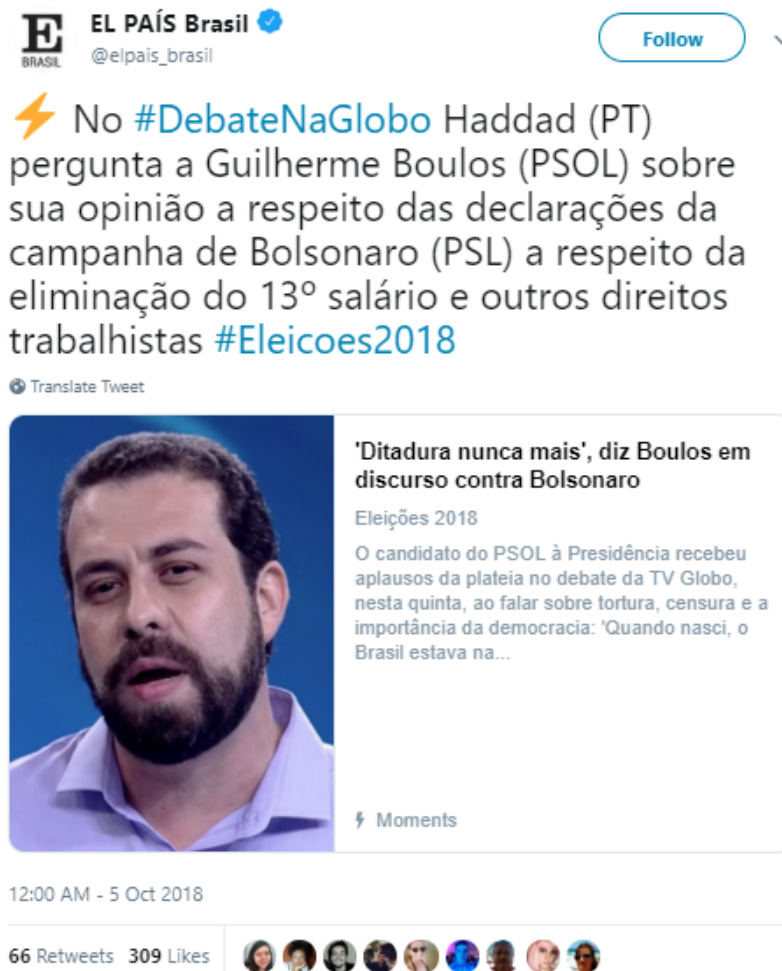 EL PAÍS Brasil
@elpais_brasil
E
BRASIL
Follow
No #DebateNaGlobo Haddad (PT)
pergunta a Guilherme Boulos (PSOL) sobre
sua opinião a respeito das declarações da
campanha de Bolsonaro (PSL) a respeito da
eliminação do 13º salário e outros direitos
trabalhistas #Eleicoes2018
Translate Tweet
'Ditadura nunca mais', diz Boulos em
discurso contra Bolsonaro
Eleições 2018
O candidato do PSOL à Presidência recebeu
aplausos da plateia no debate da TV Globo,
nesta quinta, ao falar sobre tortura, censura e a
importância da democracia: 'Quando nasci, o
Brasil estava na...
Moments
12:00 AM - 5 Oct 2018
66 Retweets 309 Likes